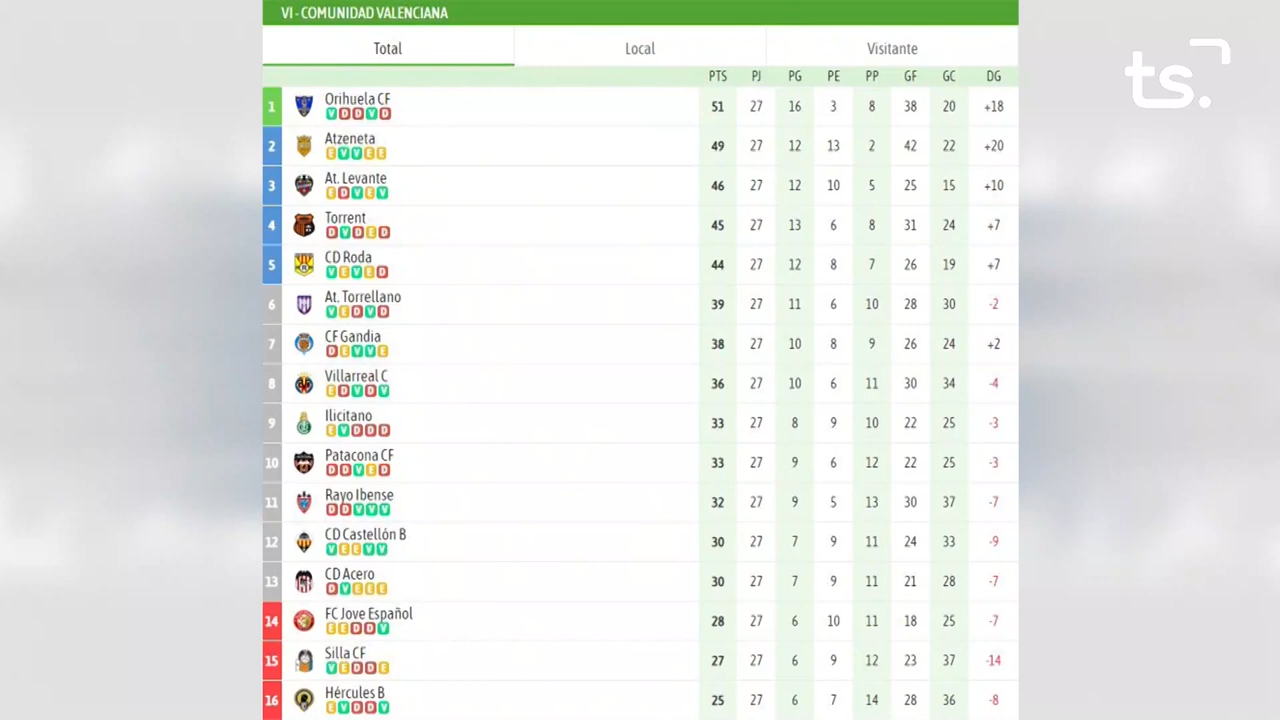 VI - COMUNIDAD VALENCIANA
ts.
Total Local Visitante
PTS PJ PG PE PP GF GC DG
1 Orihuela CF 51 27 16 3 8 38 20 +18
V D D V D
2 Atzeneta 49 27 12 13 2 42 22 +20
E V V E E
3 At. Levante 46 27 12 10 5 25 15 +10
E D V E V
4 Torrent 45 27 13 6 8 31 24 +7
D V D E D
5 CD Roda 44 27 12 8 7 26 19 +7
V E V E D
6 At. Torrellano 39 27 11 6 10 28 30 -2
V E D V D
7 CF Gandia 38 27 10 8 9 26 24 +2
D E V V E
8 Villarreal C 36 27 10 6 11 30 34 -4
E D V D V
9 Ilicitano 33 27 8 9 10 22 25 -3
E V D D D
10 Patacona CF 33 27 9 6 12 22 25 -3
D D V E D
11 Rayo Ibense 32 27 9 5 13 30 37 -7
D D V V V
12 CD Castellón B 30 27 7 9 11 24 33 -9
V E E V V
13 CD Acero 30 27 7 9 11 21 28 -7
D V E E E
14 FC Jove Español 28 27 6 10 11 18 25 -7
E E D D V
15 Silla CF 27 27 6 9 12 23 37 -14
V E D D E
16 Hércules B 25 27 6 7 14 28 36 -8
E V D D V